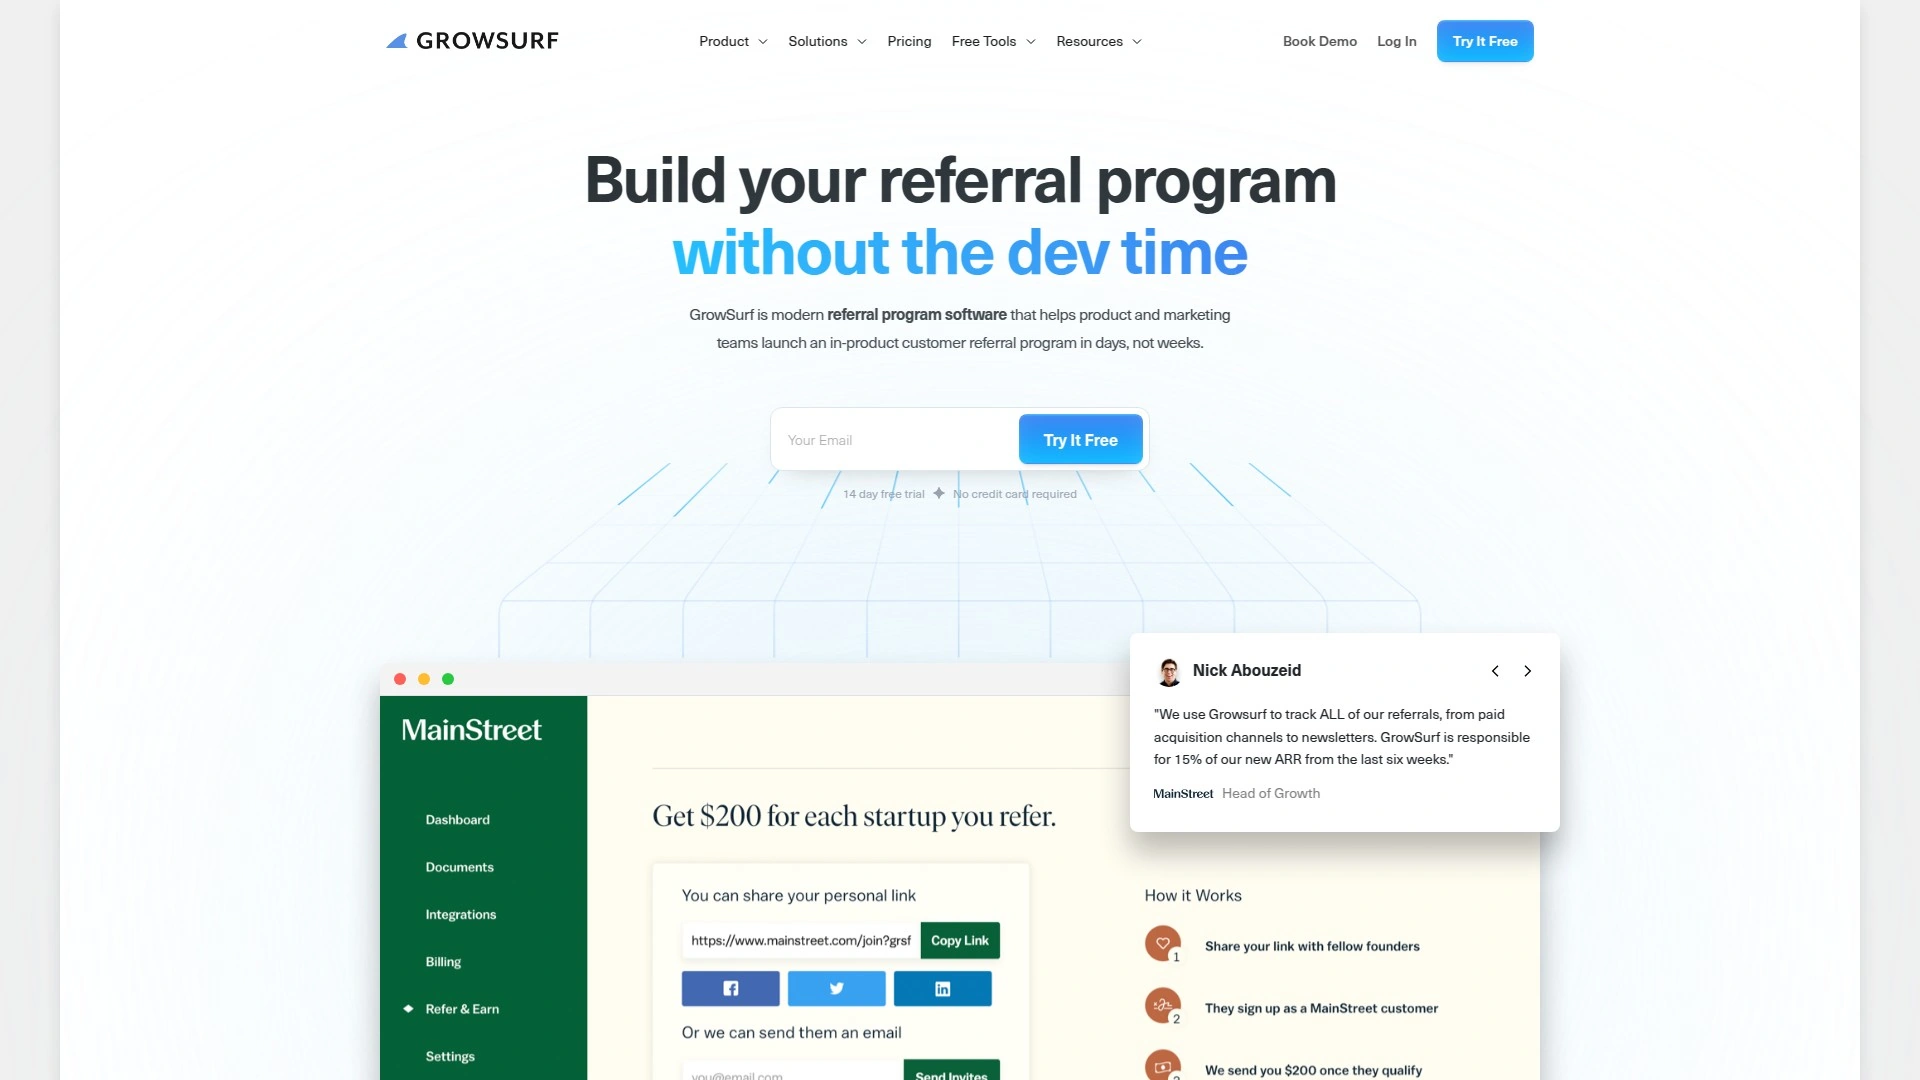 GROWSURF
Product
Solutions
Pricing
Free Tools
Resources
Book Demo
Log In
Try It Free
Build your referral program
without the dev time
GrowSurf is modern referral program software that helps product and marketing
teams launch an in-product customer referral program in days, not weeks.
Your Email
Try It Free
14 day free trial
No credit card required
Nick Abouzeid
"We use Growsurf to track ALL of our referrals, from paid
acquisition channels to newsletters. GrowSurf is responsible
for 15% of our new ARR from the last six weeks."
MainStreet Head of Growth
MainStreet
Dashboard
Documents
Integrations
Billing
Refer & Earn
Settings
Get $200 for each startup you refer.
You can share your personal link
https://www.mainstreet.com/join?grsf
Copy Link
Or we can send them an email
you@email.com
Send Invites
How it Works
1
Share your link with fellow founders
2
They sign up as a MainStreet customer
We send you $200 once they qualify